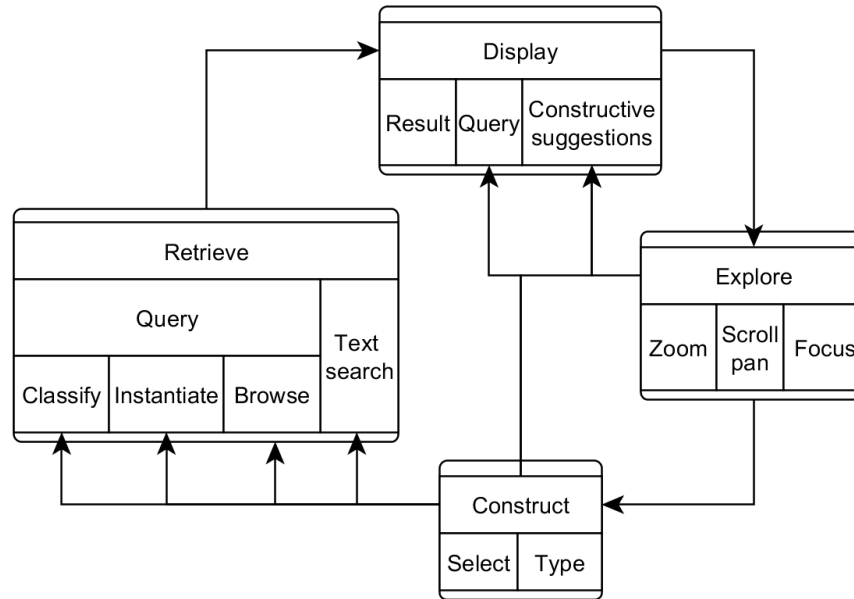 Display
Result
Query
Constructive
suggestions
Retrieve
Query
Text
search
Classify
Instantiate
Browse
Explore
Zoom
Scroll
pan
Focus
Construct
Select
Type